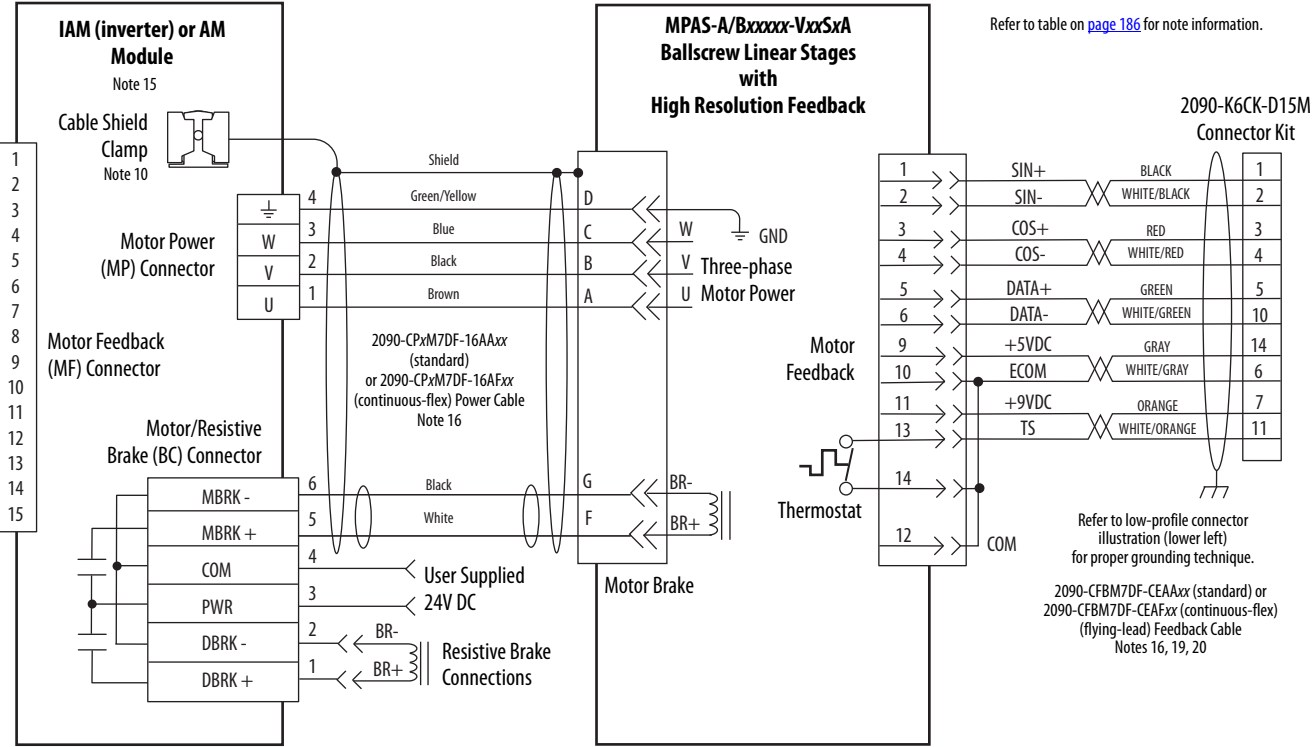 IAM (inverter) or AM
Module
Note 15
Cable Shield
Clamp
Note 10
1
2
3
4
5
6
7
8
9
10
11
12
13
14
15
Motor Power
(MP) Connector
W
V
U
4
3
2
1
Motor Feedback
(MF) Connector
Motor/Resistive
Brake (BC) Connector
MBRK -
MBRK +
COM
PWR
DBRK -
DBRK +
6
5
4
3
2
1
Shield
Green/Yellow
Blue
Black
Brown
2090-CPxM7DF-16AAxx
(standard)
or 2090-CPxM7DF-16AFxx
(continuous-flex) Power Cable
Note 16
Black
White
User Supplied
24V DC
BR-
BR+
Resistive Brake
Connections
MPAS-A/Bxxxxx-VxxSxA
Ballscrew Linear Stages
with
High Resolution Feedback
D
C
B
A
W
V
U
GND
Three-phase
Motor Power
G
F
BR-
BR+
Motor Brake
Motor
Feedback
Thermostat
1
2
3
4
5
6
9
10
11
13
14
12
SIN+
SIN-
COS+
COS-
DATA+
DATA-
+5VDC
ECOM
+9VDC
TS
COM
BLACK
WHITE/BLACK
RED
WHITE/RED
GREEN
WHITE/GREEN
GRAY
WHITE/GRAY
ORANGE
WHITE/ORANGE
Refer to table on page 186 for note information.
2090-K6CK-D15M
Connector Kit
1
2
3
4
5
10
14
6
7
11
Refer to low-profile connector
illustration (lower left)
for proper grounding technique.
2090-CFBM7DF-CEAAxx (standard) or
2090-CFBM7DF-CEAFxx (continuous-flex)
(flying-lead) Feedback Cable
Notes 16, 19, 20